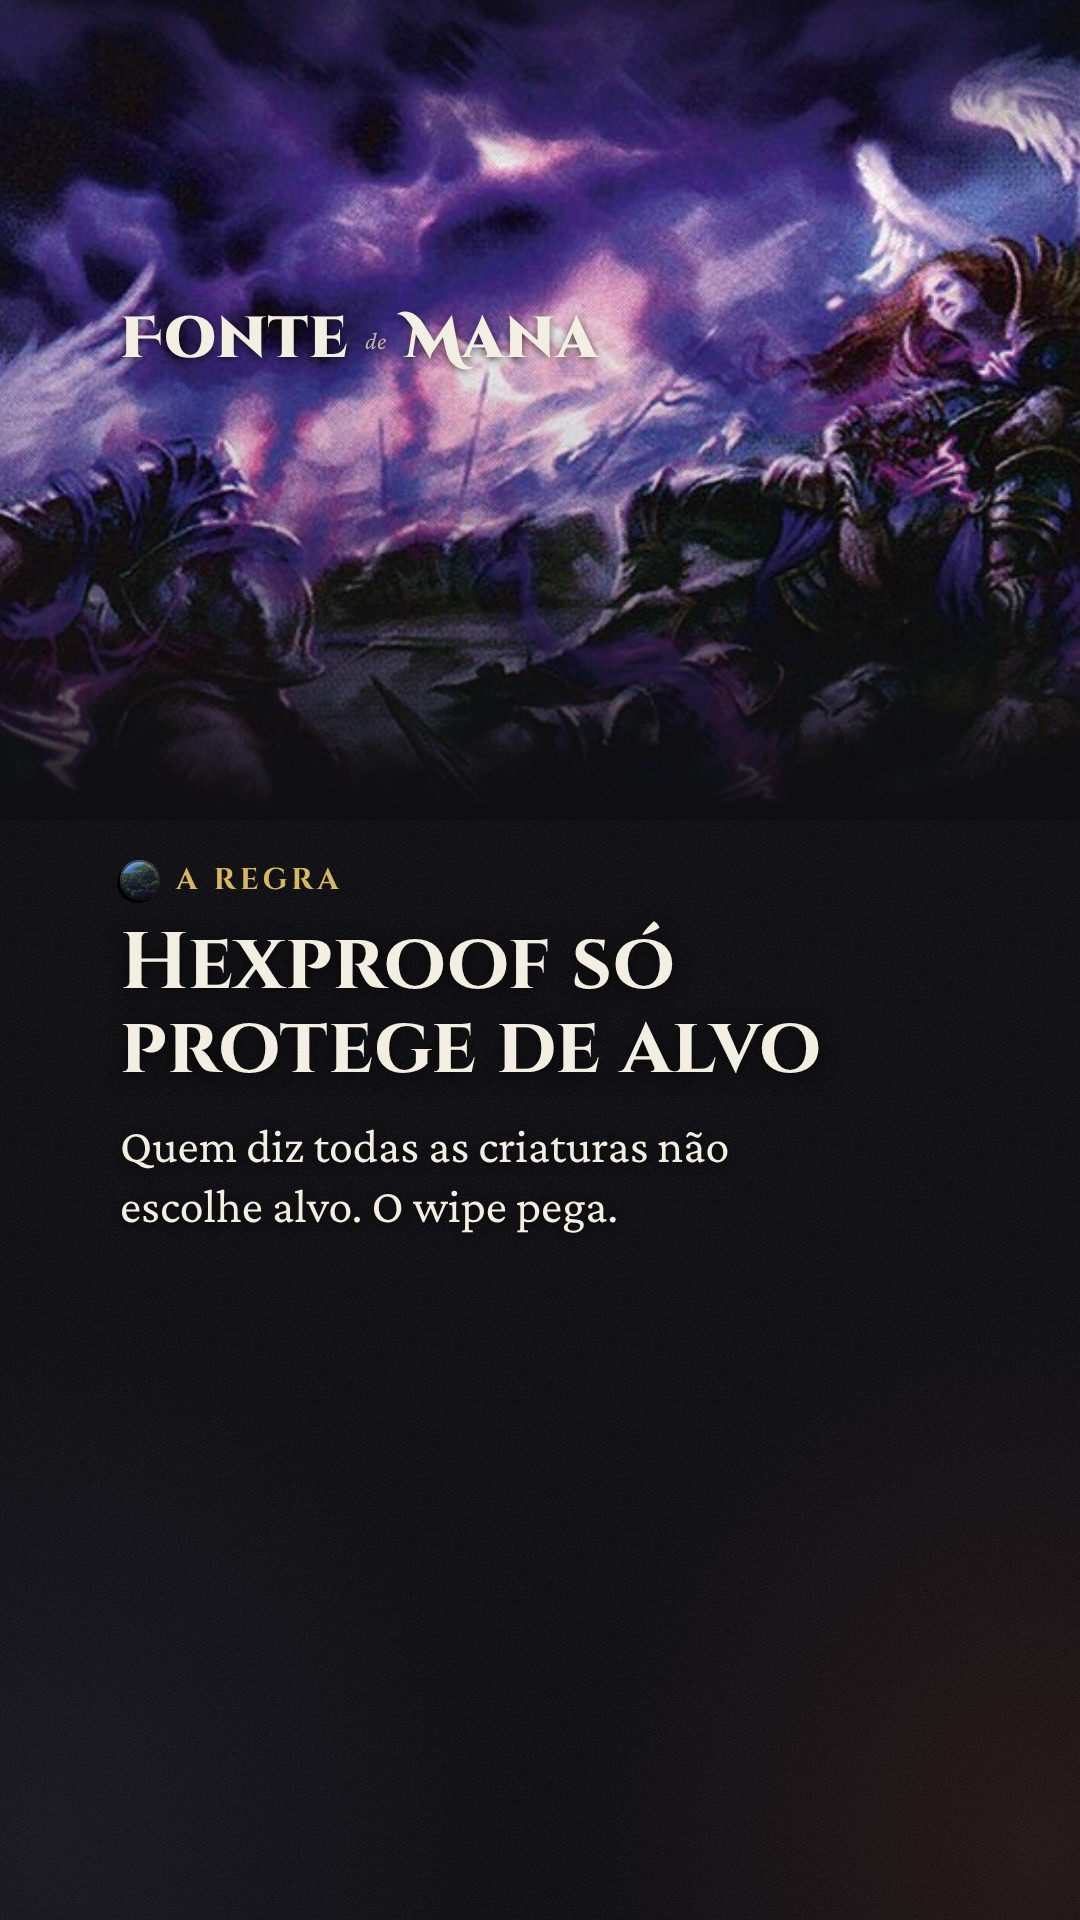 Fonte de Mana
A REGRA
Hexproof só
protege de alvo
Quem diz todas as criaturas não
escolhe alvo. O wipe pega.